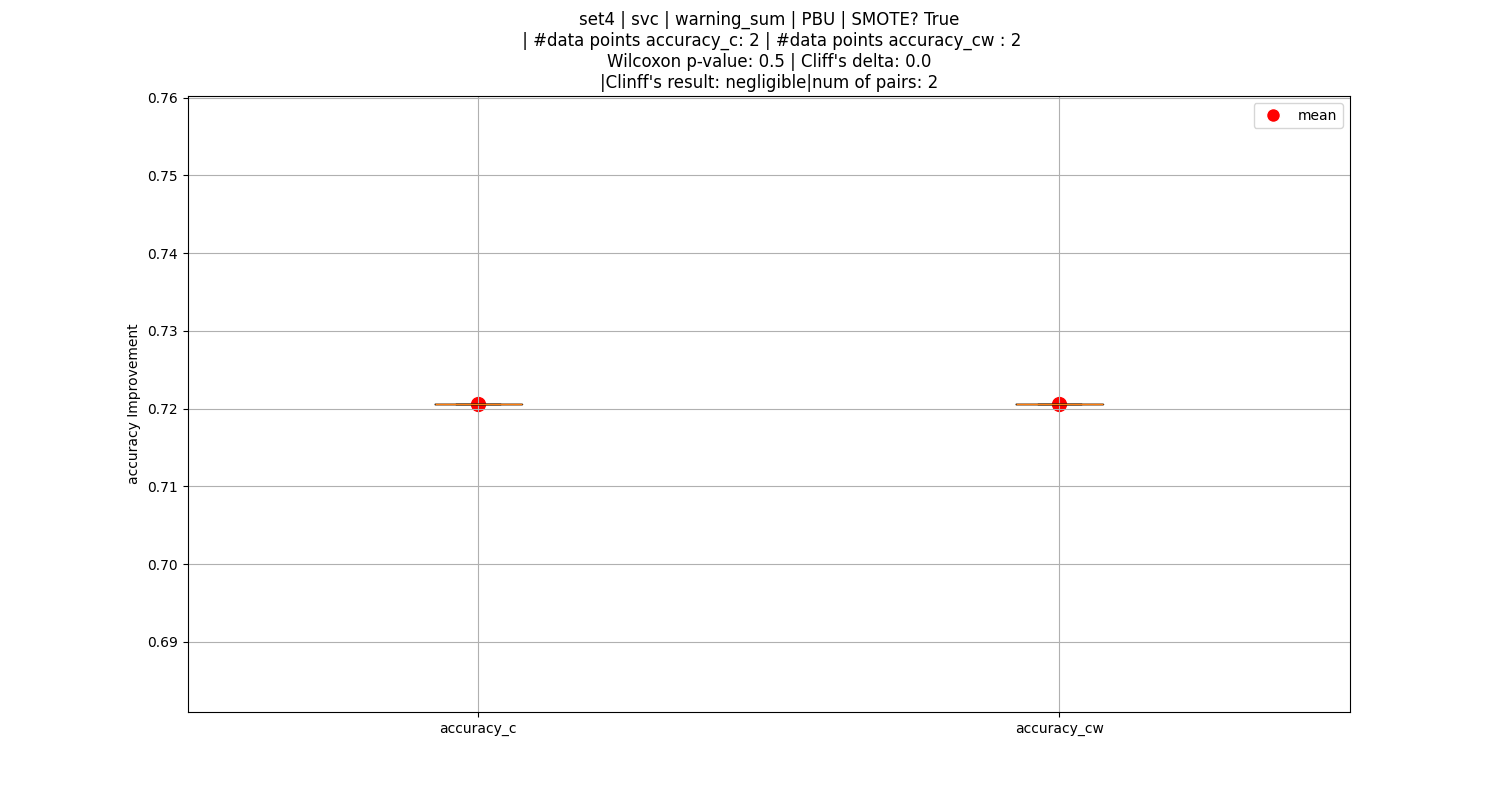 set4 | svc | warning_sum | PBU | SMOTE? True
| #data points accuracy_c: 2 | #data points accuracy_cw : 2
Wilcoxon p-value: 0.5 | Cliff's delta: 0.0
|Clinff's result: negligible|num of pairs: 2
mean
0.76
0.75
0.74
0.73
0.72
0.71
0.70
0.69
accuracy Improvement
accuracy_c
accuracy_cw